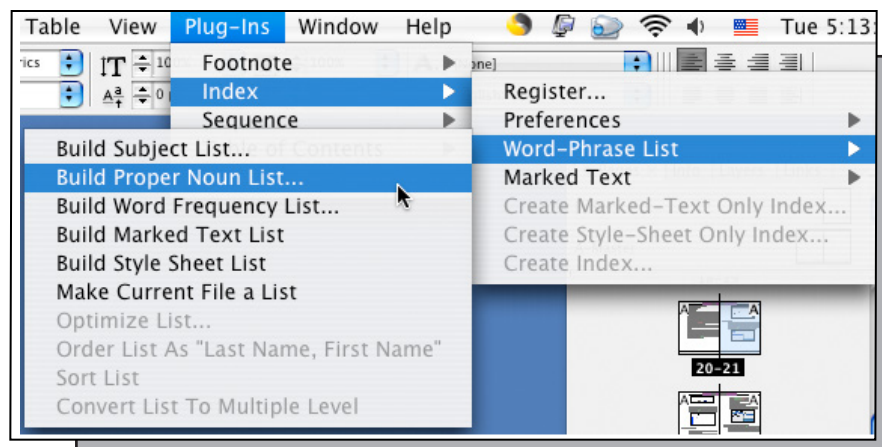 Table View Plug-Ins Window Help Tue 5:13
Footnote
Index
Sequence
Register...
Preferences
Word-Phrase List
Marked Text
Create Marked-Text Only Index...
Create Style-Sheet Only Index...
Create Index...
Build Subject List...
Build Proper Noun List...
Build Word Frequency List...
Build Marked Text List
Build Style Sheet List
Make Current File a List
Optimize List...
Order List As "Last Name, First Name"
Sort List
Convert List To Multiple Level
20-21